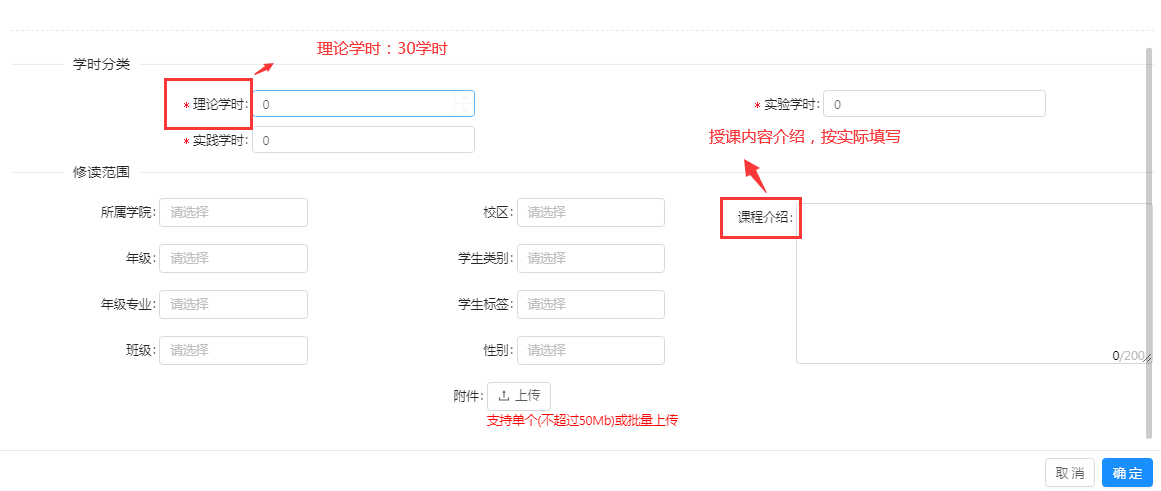 理论学时：30学时
学时分类
* 理论学时: 0
* 实验学时: 0
* 实践学时: 0
授课内容介绍，按实际填写
修读范围
所属学院: 请选择
校区: 请选择
课程介绍:
年级: 请选择
学生类别: 请选择
年级专业: 请选择
学生标签: 请选择
班级: 请选择
性别: 请选择
0/200
附件: 上传
支持单个(不超过50Mb)或批量上传
取 消
确 定